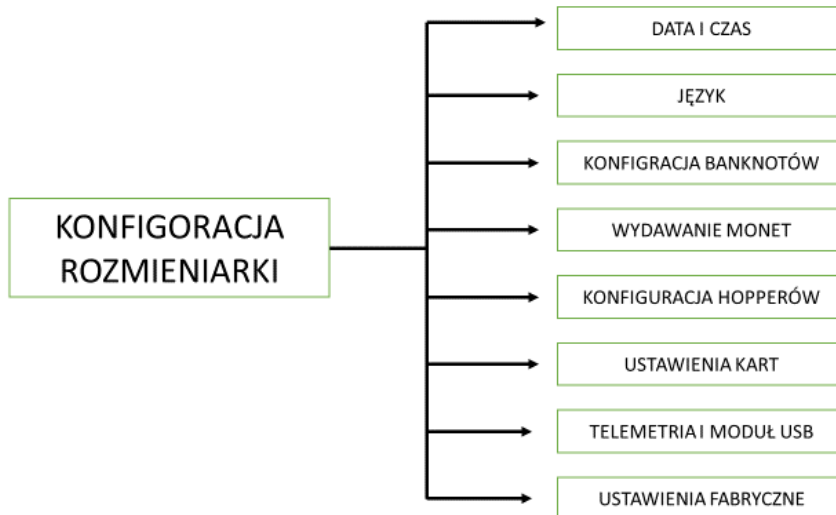 KONFIGORACJA
ROZMIENIARKI
DATA I CZAS
JĘZYK
KONFIGRACJA BANKNOTÓW
WYDAWANIE MONET
KONFIGURACJA HOPPERÓW
USTAWIENIA KART
TELEMETRIA I MODUŁ USB
USTAWIENIA FABRYCZNE